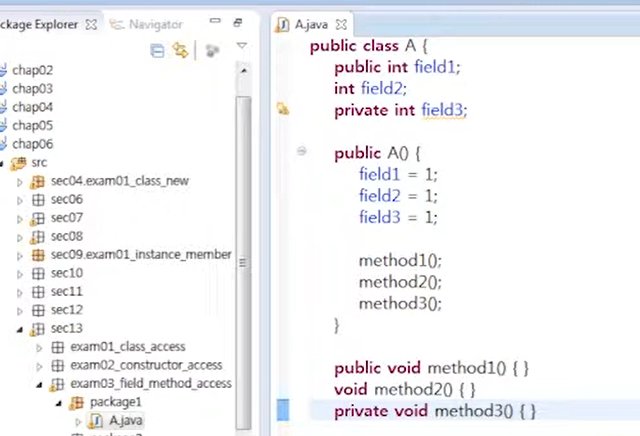 ackage Explorer
Navigator
chap02
chap03
chap04
chap05
chap06
src
sec04.exam01_class_new
sec06
sec07
sec08
sec09.exam01_instance_member
sec10
sec11
sec12
sec13
exam01_class_access
exam02_constructor_access
exam03_field_method_access
package1
A.java
A.java
public class A {
public int field1;
int field2;
private int field3;
public A() {
field1 = 1;
field2 = 1;
field3 = 1;
method1();
method2();
method3();
}
public void method1() { }
void method2() { }
private void method3() { }